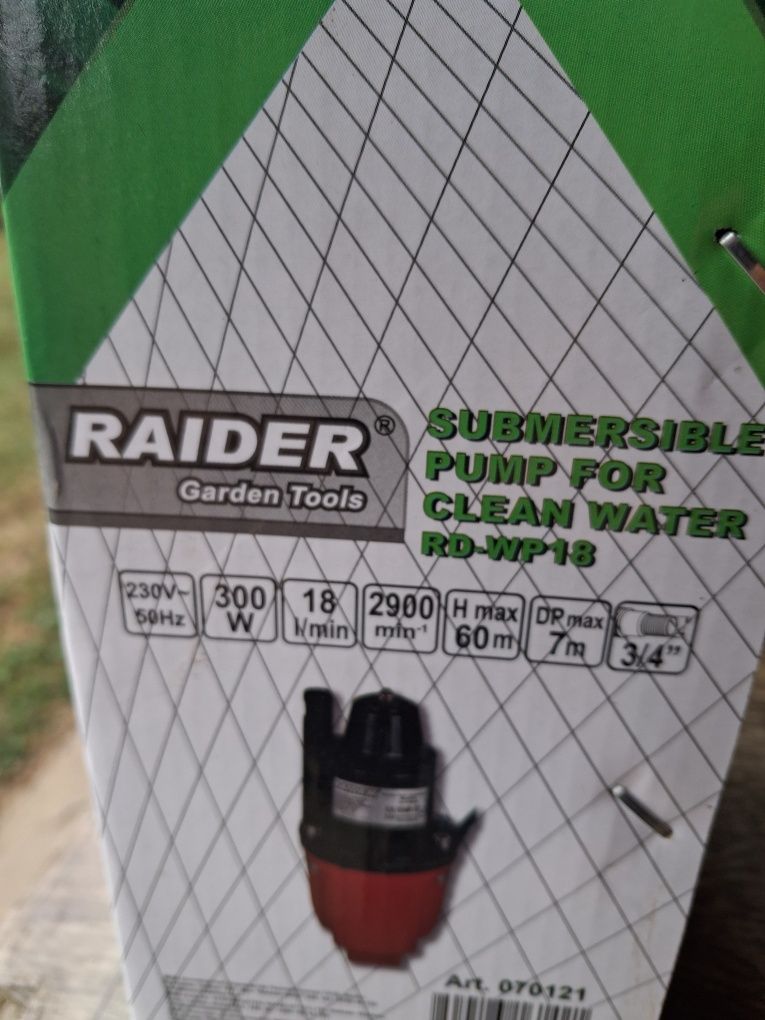 RAIDER®
Garden Tools
SUBMERSIBLE
PUMP FOR
CLEAN WATER
RD-WP18
230V~
50Hz
300
W
18
l/min
2900
min⁻¹
H max
60m
DP max
7m
3/4"
Art. 070121